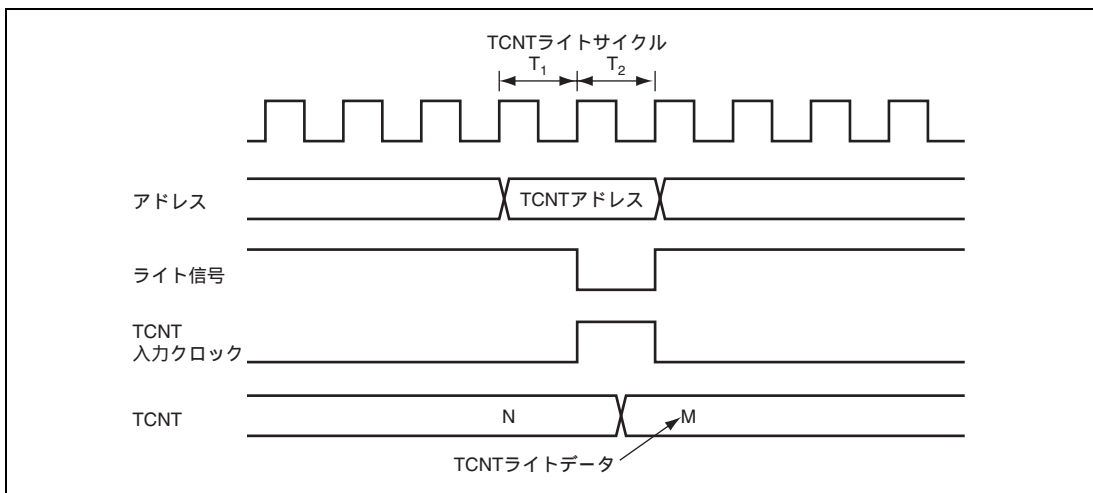 TCNTライトサイクル
T1 T2
アドレス
TCNTアドレス
ライト信号
TCNT
入力クロック
TCNT
N
M
TCNTライトデータ